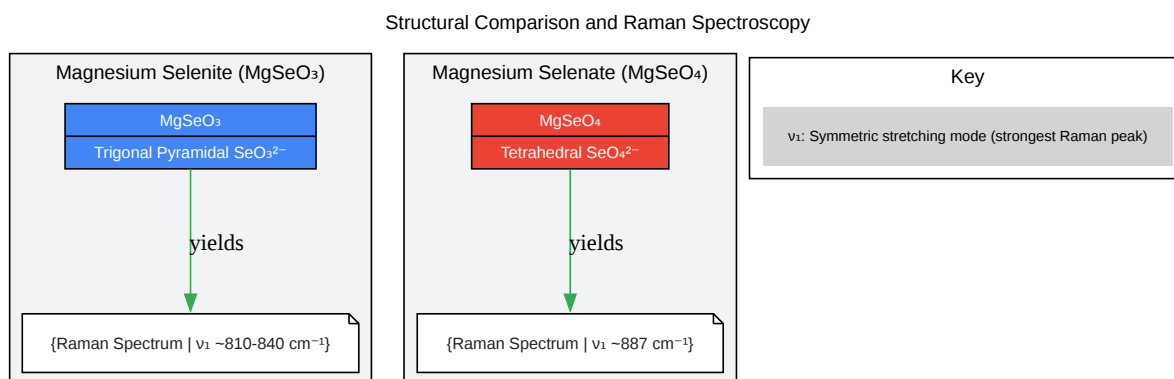 Structural Comparison and Raman Spectroscopy
Magnesium Selenite (MgSeO₃)
MgSeO₃
Trigonal Pyramidal SeO₃²⁻
yields
{Raman Spectrum | ν₁ ~810-840 cm⁻¹}
Magnesium Selenate (MgSeO₄)
MgSeO₄
Tetrahedral SeO₄²⁻
yields
{Raman Spectrum | ν₁ ~887 cm⁻¹}
Key
ν₁: Symmetric stretching mode (strongest Raman peak)